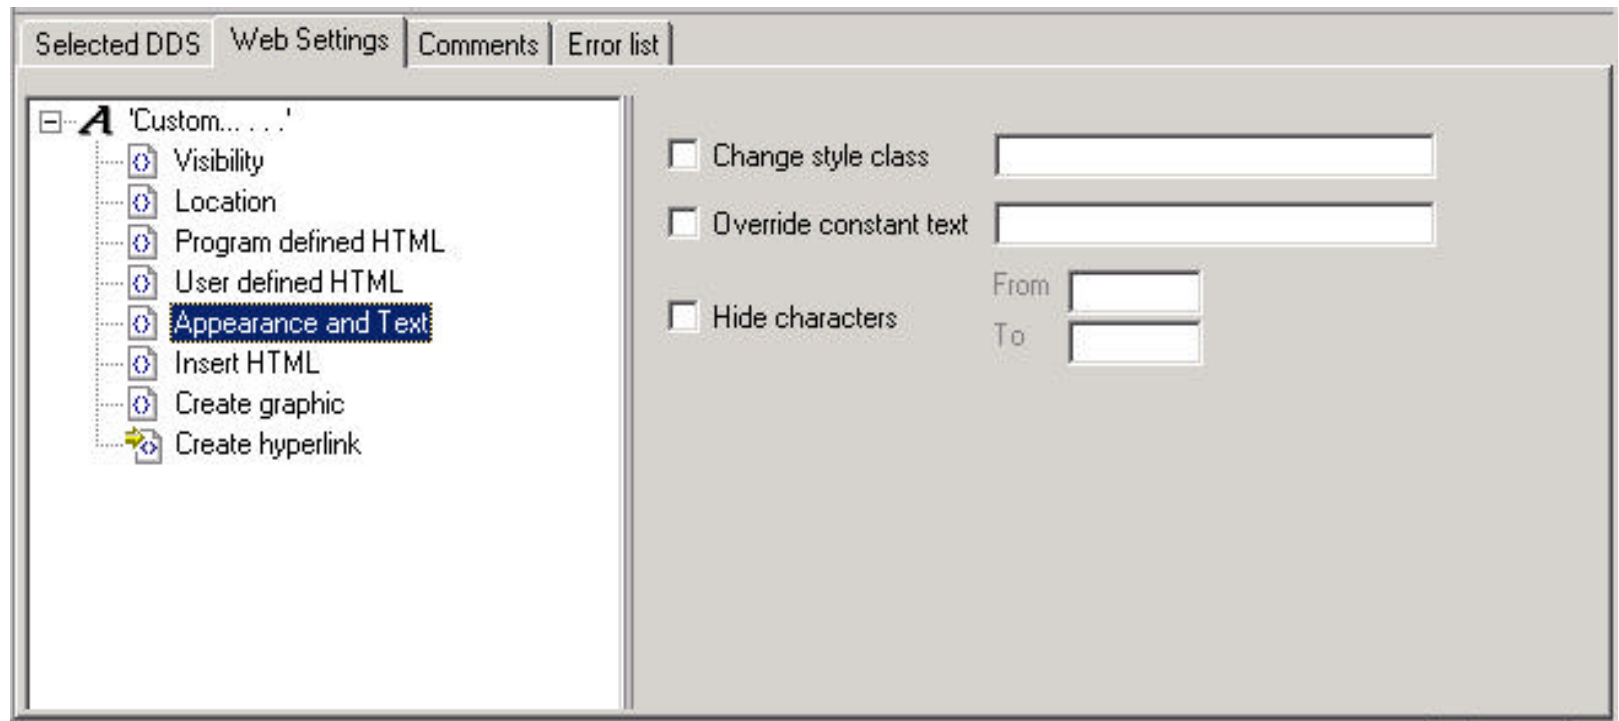 Selected DDS Web Settings Comments Error list
A 'Custom... . . .'
Visibility
Location
Program defined HTML
User defined HTML
Appearance and Text
Insert HTML
Create graphic
Create hyperlink
Change style class
Override constant text
Hide characters
From
To